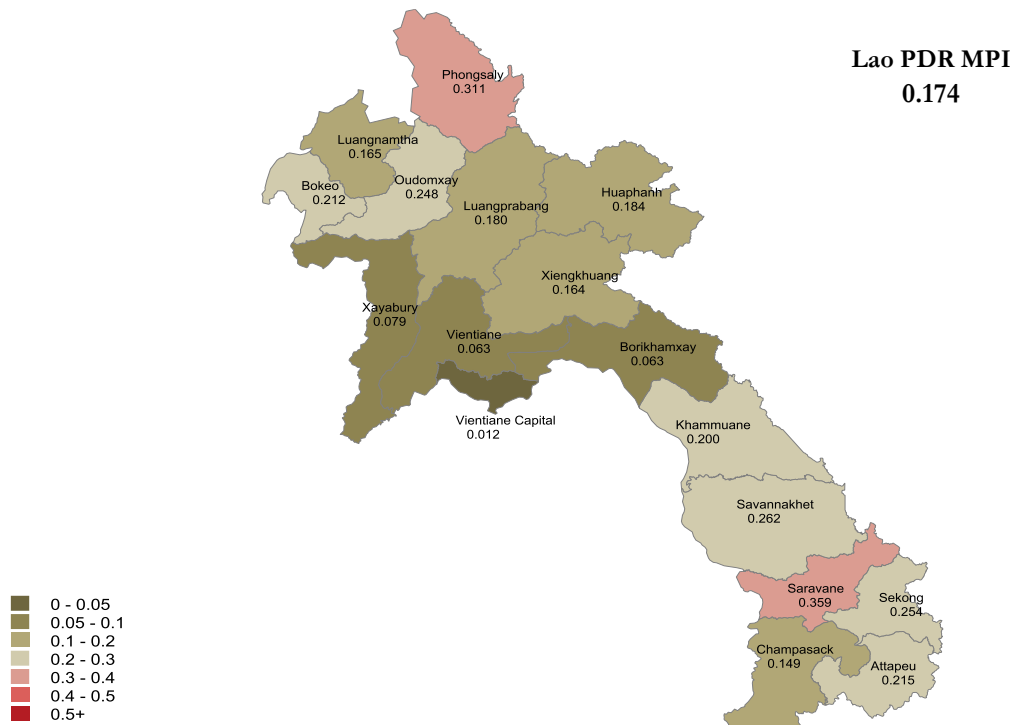 Lao PDR MPI
0.174
Phongsaly
0.311
Luangnamtha
0.165
Oudomxay
0.248
Bokeo
0.212
Luangprabang
0.180
Huaphanh
0.184
Xiengkhuang
0.164
Xayabury
0.079
Vientiane
0.063
Borikhamxay
0.063
Vientiane Capital
0.012
Khammuane
0.200
Savannakhet
0.262
Saravane
0.359
Sekong
0.254
Champasack
0.149
Attapeu
0.215
0 - 0.05
0.05 - 0.1
0.1 - 0.2
0.2 - 0.3
0.3 - 0.4
0.4 - 0.5
0.5+